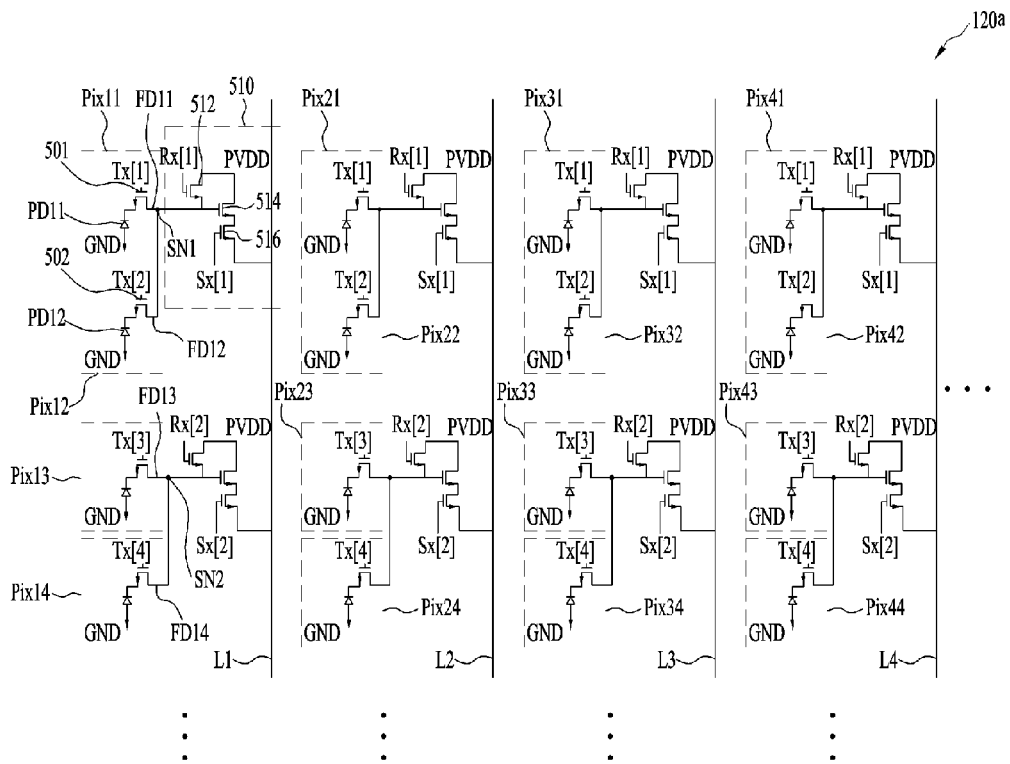 120a
Pix11 FD11 512 510 Pix21 Pix31 Pix41
501 Tx[1] Rx[1] PVDD Tx[1] Rx[1] PVDD Tx[1] Rx[1] PVDD Tx[1] Rx[1] PVDD
PD11 514
GND SN1 516 GND GND GND
502 Tx[2] Sx[1] Tx[2] Sx[1] Tx[2] Sx[1] Tx[2] Sx[1]
PD12
GND FD12 GND Pix22 GND Pix32 GND Pix42
Pix12 FD13 Pix23 Pix33 Pix43
Tx[3] Rx[2] PVDD Tx[3] Rx[2] PVDD Tx[3] Rx[2] PVDD Tx[3] Rx[2] PVDD
Pix13
GND GND GND GND
Tx[4] Sx[2] Tx[4] Sx[2] Tx[4] Sx[2] Tx[4] Sx[2]
Pix14 SN2
GND FD14 GND Pix24 GND Pix34 GND Pix44
L1 L2 L3 L4